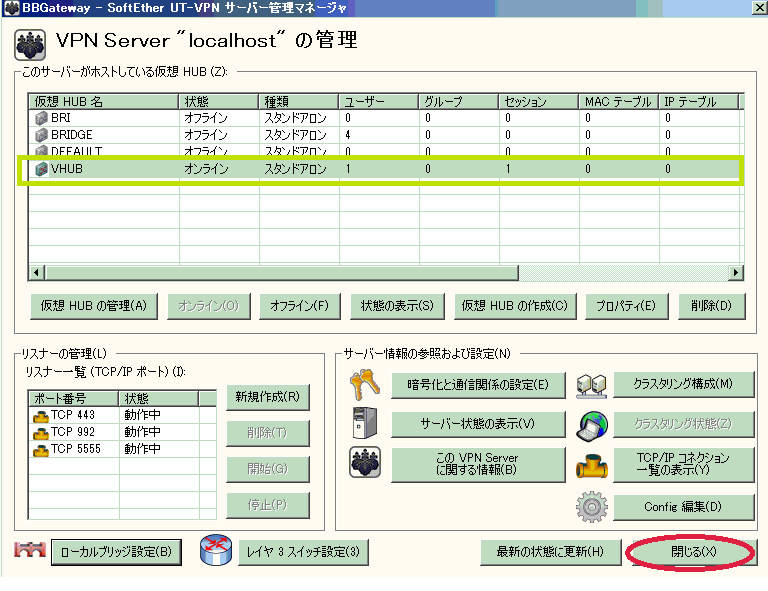 BBGateway - SoftEther UT-VPN サーバー管理マネージャ
VPN Server "localhost" の管理
このサーバーがホストしている仮想 HUB (Z):
仮想 HUB 名 状態 種類 ユーザー グループ セッション MAC テーブル IP テーブル
BRI オフライン スタンドアロン 0 0 0 0 0
BRIDGE オフライン スタンドアロン 4 0 0 0 0
DEFAULT オフライン スタンドアロン 0 0 0 0 0
VHUB オンライン スタンドアロン 1 0 1 0 0
仮想 HUB の管理(A) オンライン(O) オフライン(F) 状態の表示(S) 仮想 HUB の作成(C) プロパティ(E) 削除(D)
リスナーの管理(L)
リスナー一覧 (TCP/IP ポート) (I):
ポート番号 状態
TCP 443 動作中
TCP 992 動作中
TCP 5555 動作中
新規作成(R)
削除(T)
開始(G)
停止(P)
サーバー情報の参照および設定(N)
暗号化と通信関係の設定(E) クラスタリング構成(M)
サーバー状態の表示(V) クラスタリング状態(Z)
この VPN Server
に関する情報(B)
TCP/IP コネクション
一覧の表示(Y)
Config 編集(D)
ローカルブリッジ設定(B) レイヤ 3 スイッチ設定(3) 最新の状態に更新(H) 閉じる(X)